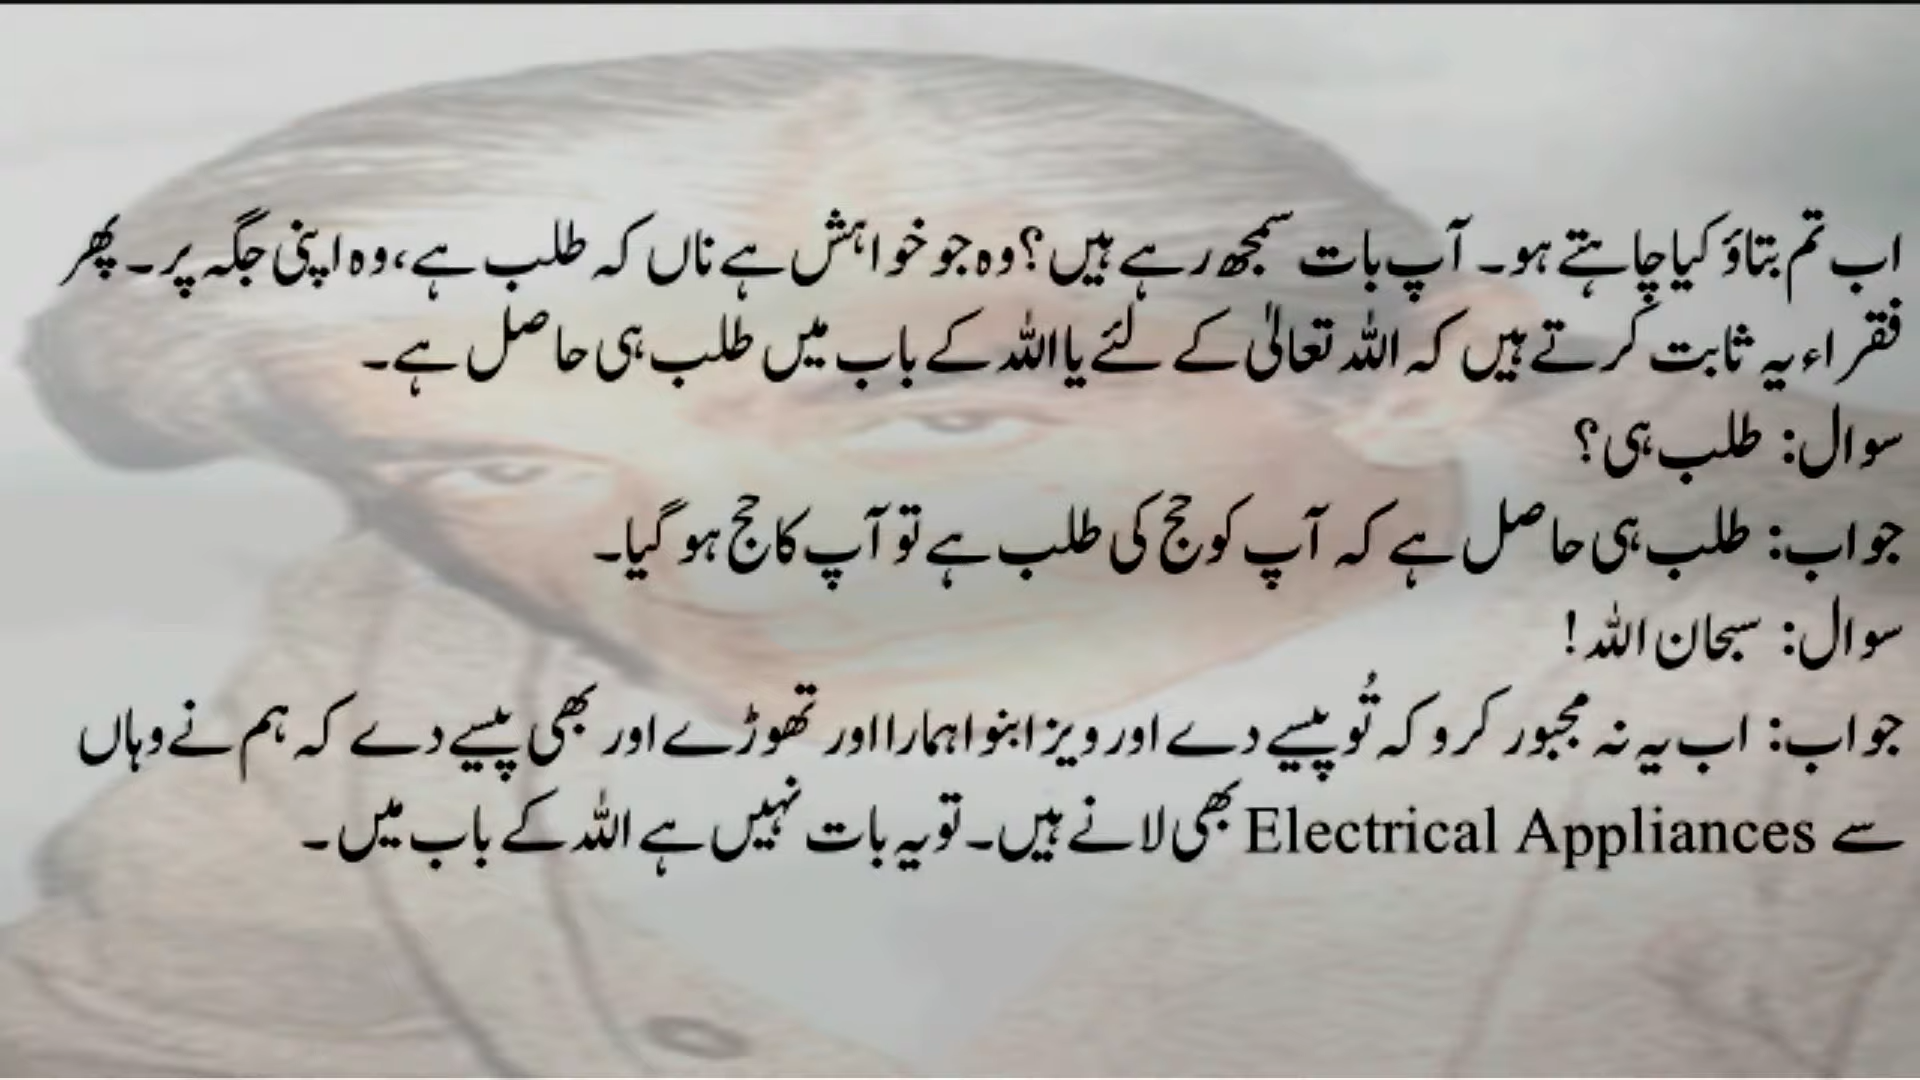 اب تم بتاؤ کیا چاہتے ہو۔ آپ بات سمجھ رہے ہیں؟ وہ جو خواہش ہے ناں کہ طلب ہے، وہ اپنی جگہ پر۔ پھر
فقراء یہ ثابت کرتے ہیں کہ اللہ تعالیٰ کے لئے یا اللہ کے باب میں طلب ہی حاصل ہے۔
سوال: طلب ہی؟
جواب: طلب ہی حاصل ہے کہ آپ کو حج کی طلب ہے تو آپ کا حج ہو گیا۔
سوال: سبحان اللہ!
جواب: اب یہ نہ مجبور کرو کہ تُو پیسے دے اور ویزا بنوا ہمارا اور تھوڑے اور بھی پیسے دے کہ ہم نے وہاں
سے Electrical Appliances بھی لانے ہیں۔ تو یہ بات نہیں ہے اللہ کے باب میں۔